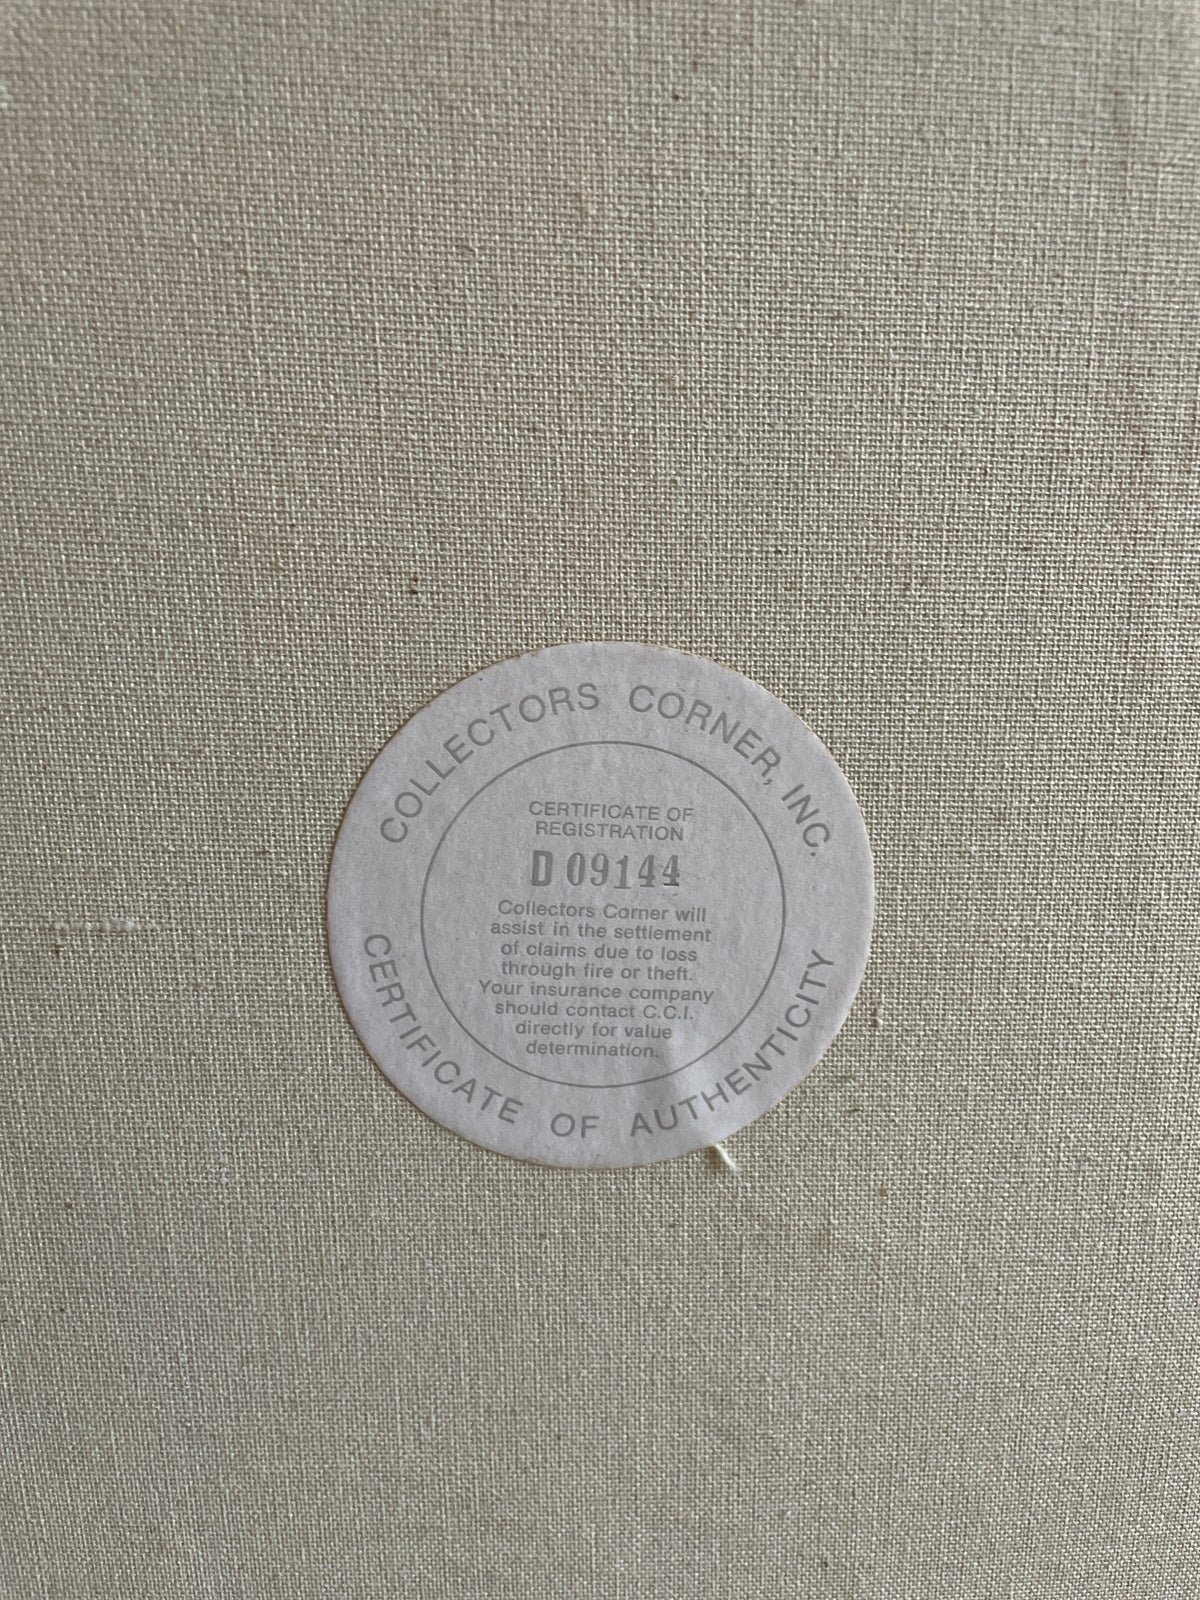 COLLECTORS CORNER, INC.
CERTIFICATE OF
REGISTRATION
D 09144
Collectors Corner will
assist in the settlement
of claims due to loss
through fire or theft.
Your insurance company
should contact C.C.I.
directly for value
determination.
CERTIFICATE OF AUTHENTICITY